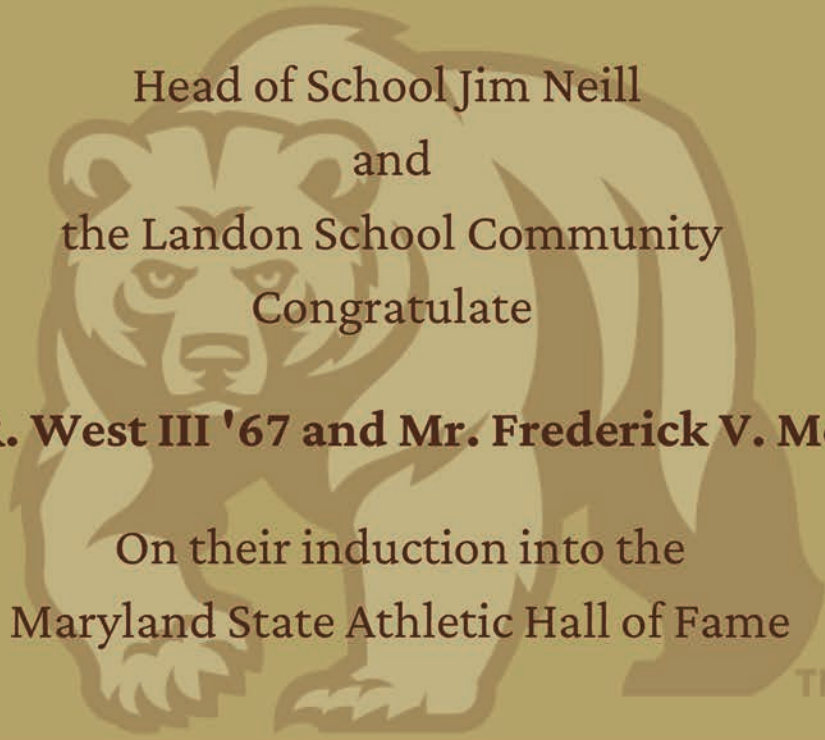 Head of School Jim Neill
and
the Landon School Community
Congratulate
West III '67 and Mr. Frederick V.
On their induction into the
Maryland State Athletic Hall of Fame